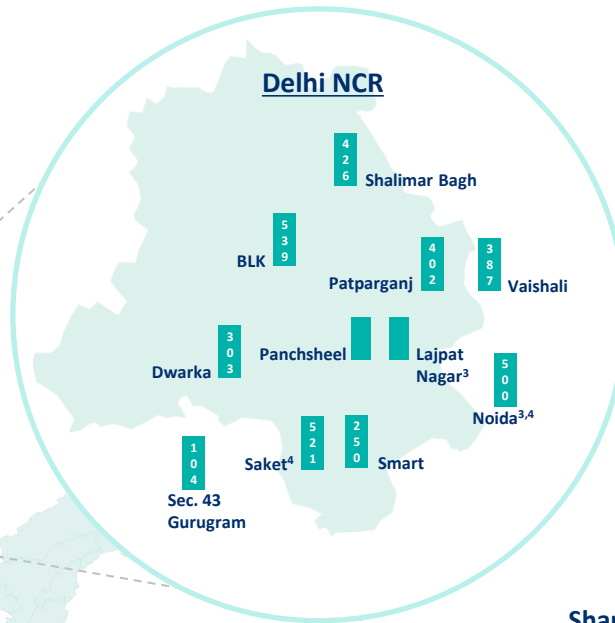 Delhi NCR
426
Shalimar Bagh
539
BLK
402
Patparganj
387
Vaishali
303
Dwarka
Panchsheel
Lajpat
Nagar³
500
Noida³,⁴
521
Saket⁴
250
Smart
104
Sec. 43
Gurugram